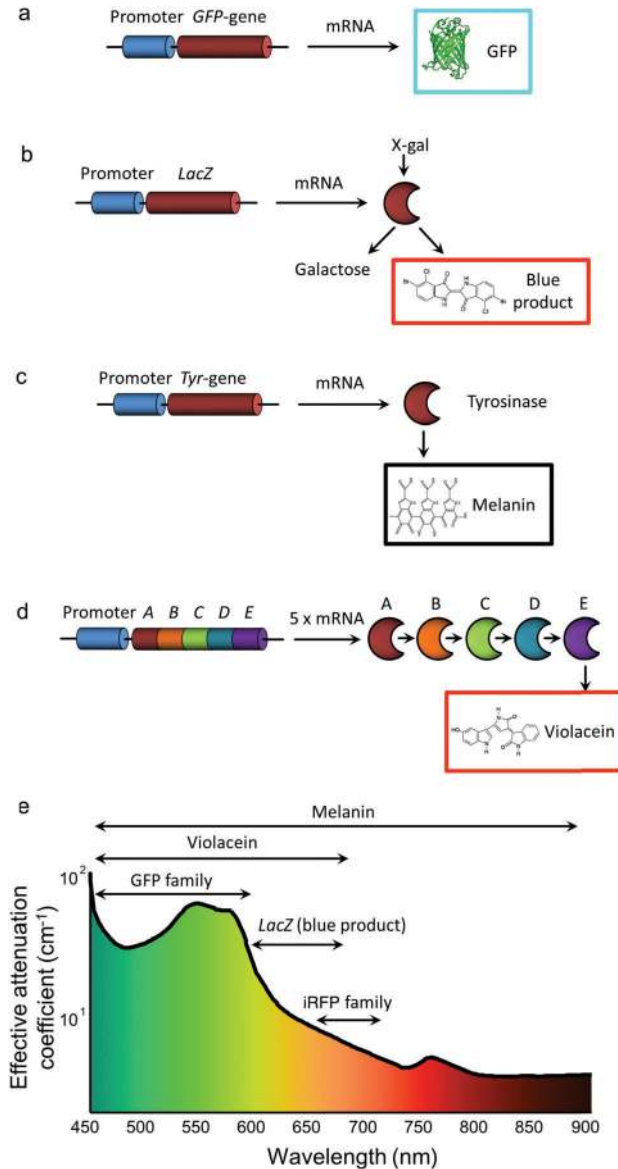 a
Promoter GFP-gene
mRNA
GFP
b
Promoter LacZ
mRNA
X-gal
Galactose
Blue
product
c
Promoter Tyr-gene
mRNA
Tyrosinase
Melanin
d
Promoter A B C D E
5 x mRNA
A B C D E
Violacein
e
Melanin
Violacein
GFP family
LacZ (blue product)
iRFP family
Effective attenuation
coefficient (cm⁻¹)
10²
10¹
450 500 550 600 650 700 750 800 850 900
Wavelength (nm)